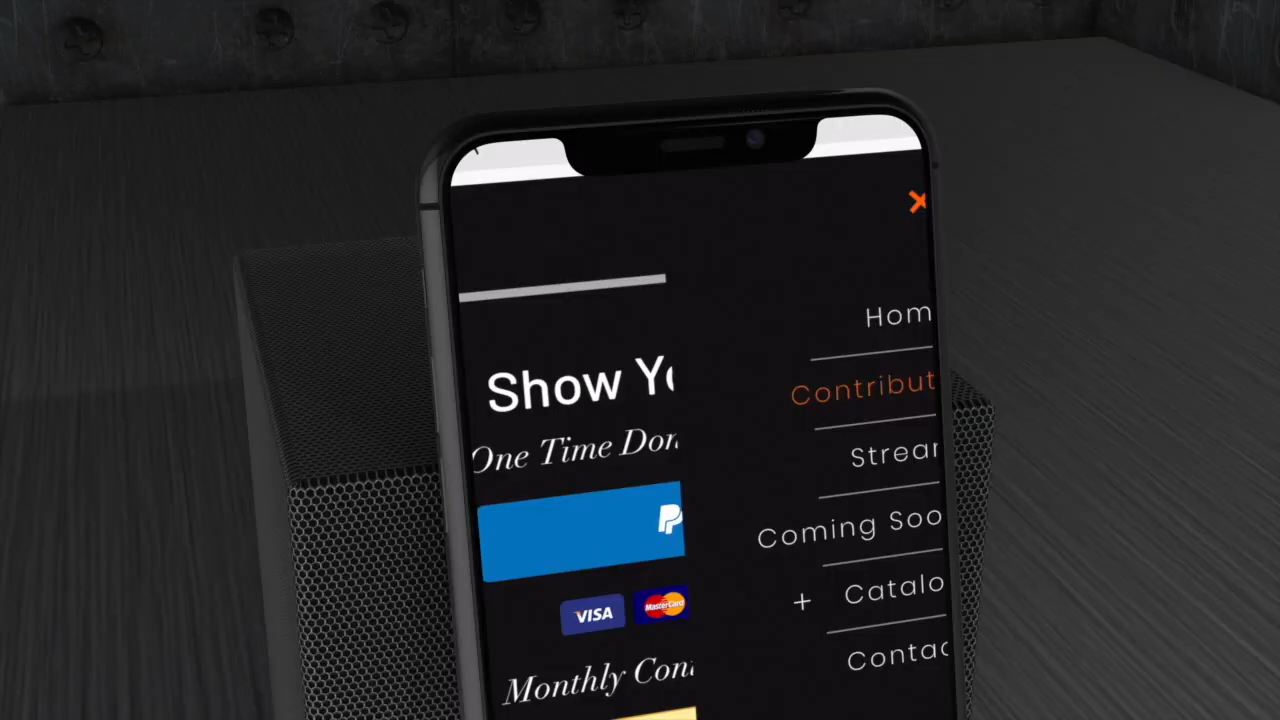 Hom
Show Yo
Contribut
One Time Don
Strear
Coming Soo
VISA
MasterCard
+ Catalo
Monthly Con
Contac